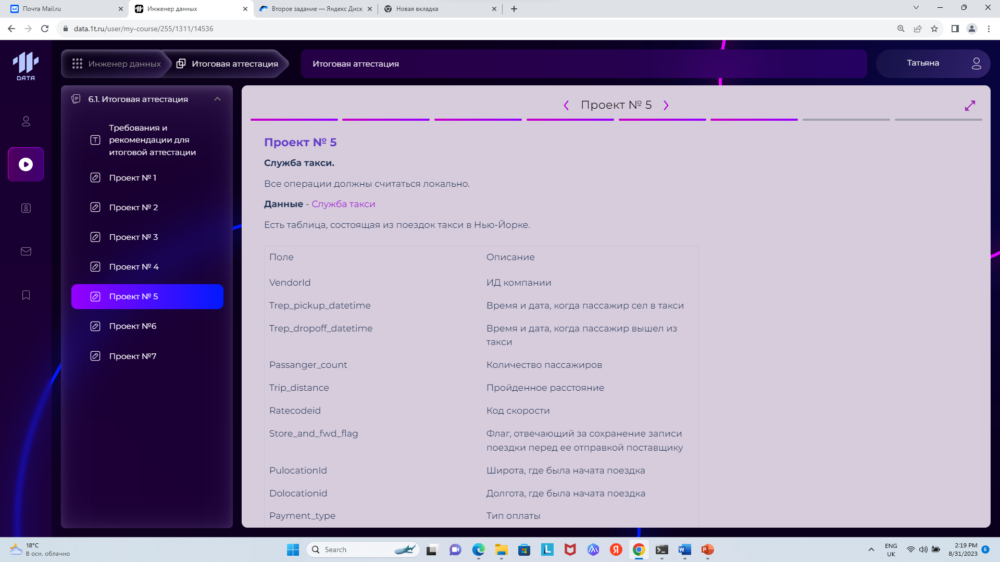 Почта Mail.ru
Инженер данных
Второе задание — Яндекс Диск
Новая вкладка
data.1t.ru/user/my-course/255/1311/14536
DATA
Инженер данных
Итоговая аттестация
Итоговая аттестация
Татьяна
6.1. Итоговая аттестация
Требования и
рекомендации для
итоговой аттестации
Проект № 1
Проект № 2
Проект № 3
Проект № 4
Проект № 5
Проект №6
Проект №7
Проект № 5
Проект № 5
Служба такси.
Все операции должны считаться локально.
Данные - Служба такси
Есть таблица, состоящая из поездок такси в Нью-Йорке.
Поле Описание
VendorId ИД компании
Trep_pickup_datetime Время и дата, когда пассажир сел в такси
Trep_dropoff_datetime Время и дата, когда пассажир вышел из
такси
Passanger_count Количество пассажиров
Trip_distance Пройденное расстояние
Ratecodeid Код скорости
Store_and_fwd_flag Флаг, отвечающий за сохранение записи
поездки перед ее отправкой поставщику
PulocationId Широта, где была начата поездка
Dolocationid Долгота, где была начата поездка
Payment_type Тип оплаты
18°C
В осн. облачно
Search
ENG
UK
2:19 PM
8/31/2023
6